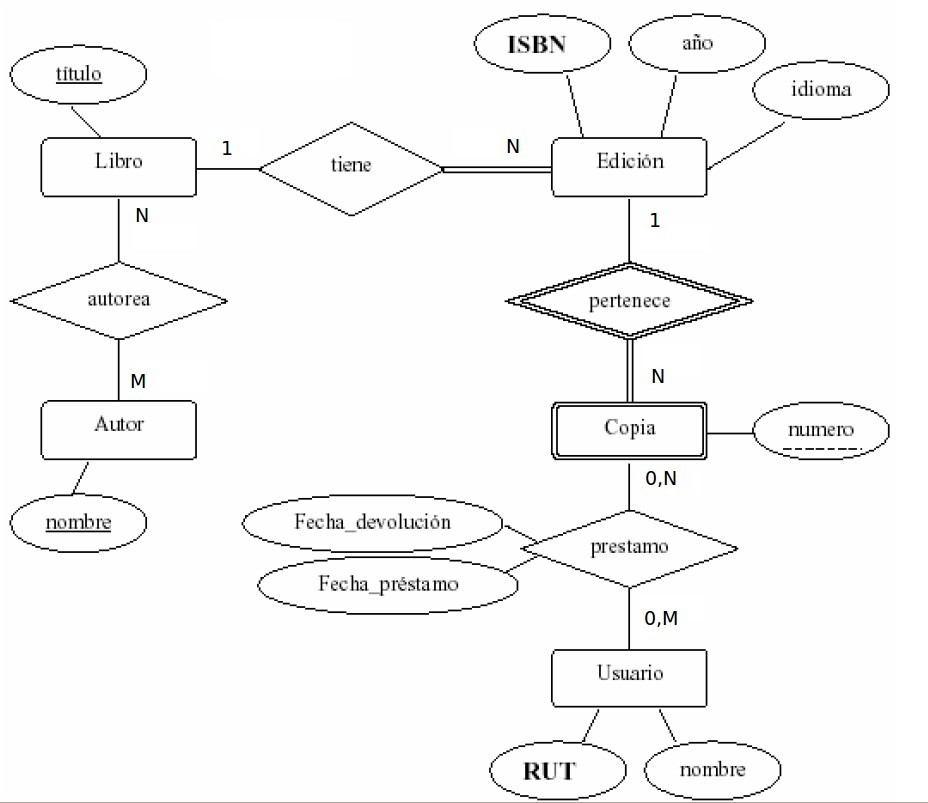 ISBN
año
título
idioma
Libro
1
tiene
N
Edición
N
1
autorea
pertenece
M
N
Autor
Copia
numero
0,N
nombre
Fecha_devolución
prestamo
Fecha_préstamo
0,M
Usuario
RUT
nombre